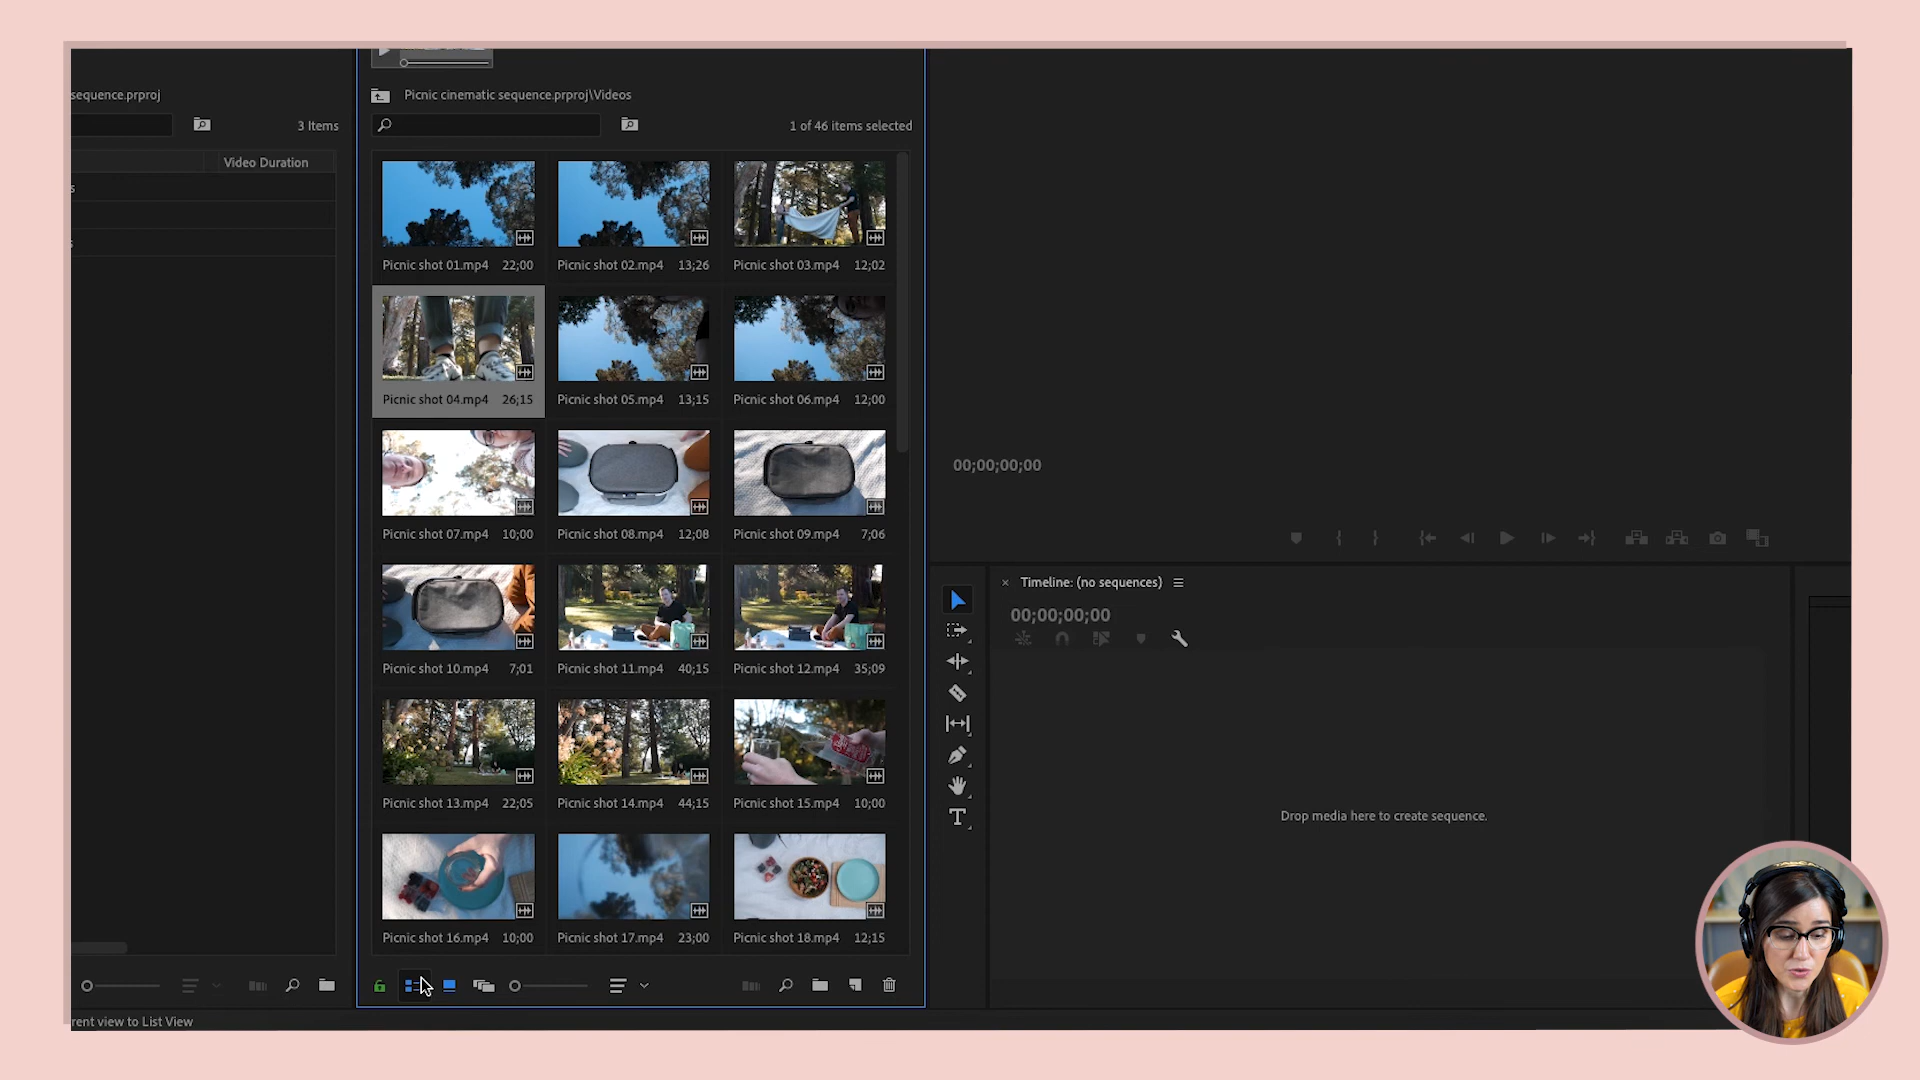 sequence.prproj
3 Items
Video Duration
s
s
rent view to List View
Picnic cinematic sequence.prproj\Videos
1 of 46 items selected
Picnic shot 01.mp4 22;00
Picnic shot 02.mp4 13;26
Picnic shot 03.mp4 12;02
Picnic shot 04.mp4 26;15
Picnic shot 05.mp4 13;15
Picnic shot 06.mp4 12;00
Picnic shot 07.mp4 10;00
Picnic shot 08.mp4 12;08
Picnic shot 09.mp4 7;06
Picnic shot 10.mp4 7;01
Picnic shot 11.mp4 40;15
Picnic shot 12.mp4 35;09
Picnic shot 13.mp4 22;05
Picnic shot 14.mp4 44;15
Picnic shot 15.mp4 10;00
Picnic shot 16.mp4 10;00
Picnic shot 17.mp4 23;00
Picnic shot 18.mp4 12;15
00;00;00;00
Timeline: (no sequences)
00;00;00;00
Drop media here to create sequence.